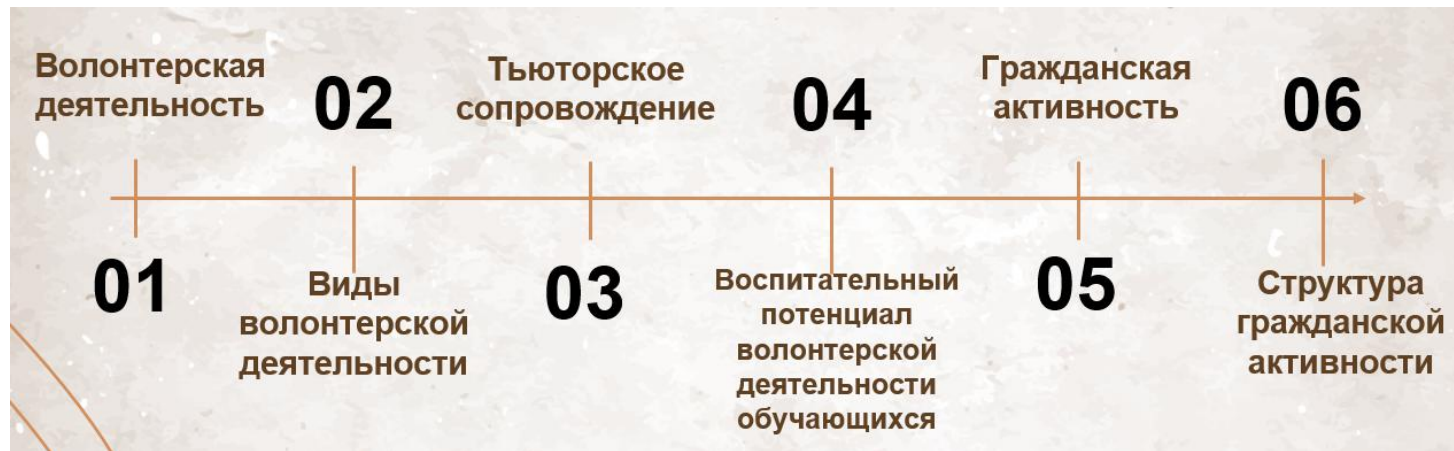 Волонтерская
деятельность
01
02
Виды
волонтерской
деятельности
Тьюторское
сопровождение
03
04
Воспитательный
потенциал
волонтерской
деятельности
обучающихся
Гражданская
активность
05
06
Структура
гражданской
активности